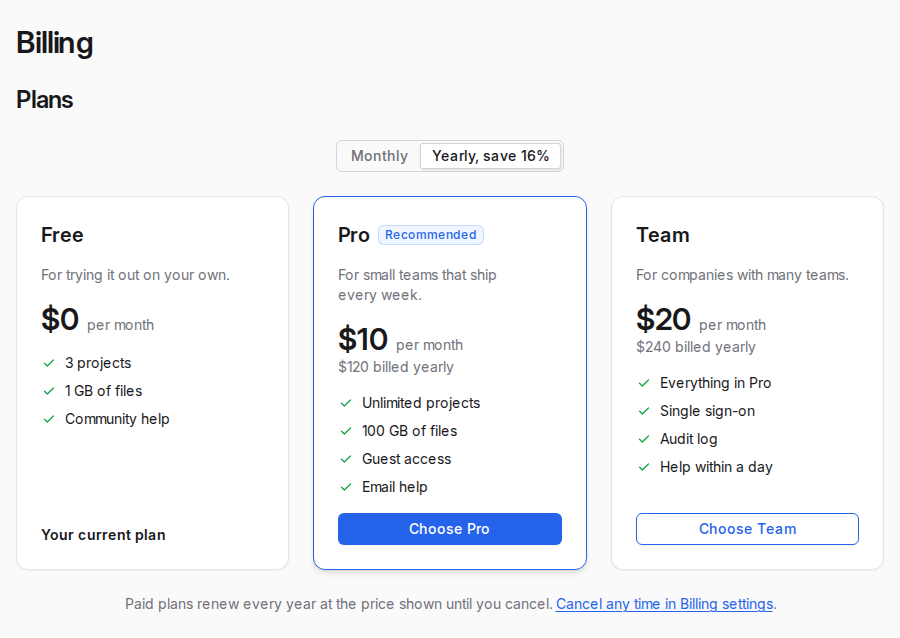 Billing
Plans
Monthly
Yearly, save 16%
Free
For trying it out on your own.
$0 per month
3 projects
1 GB of files
Community help
Your current plan
Pro
Recommended
For small teams that ship
every week.
$10 per month
$120 billed yearly
Unlimited projects
100 GB of files
Guest access
Email help
Choose Pro
Team
For companies with many teams.
$20 per month
$240 billed yearly
Everything in Pro
Single sign-on
Audit log
Help within a day
Choose Team
Paid plans renew every year at the price shown until you cancel. Cancel any time in Billing settings.